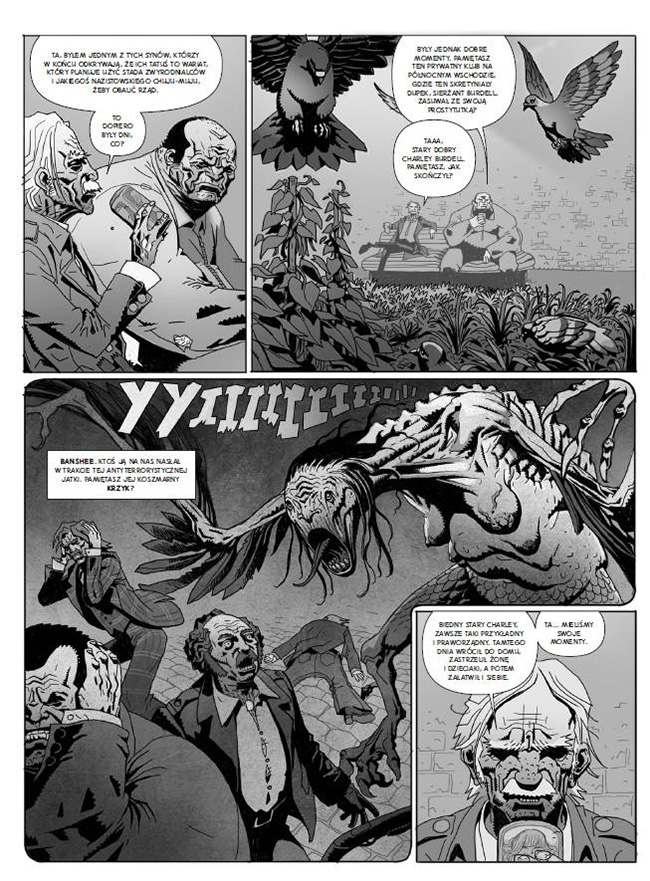 TA. BYŁEM JEDNYM Z TYCH SYNÓW, KTÓRZY
W KOŃCU ODKRYWAJĄ, ŻE ICH TATUŚ TO WARIAT,
KTÓRY PLANUJE UŻYĆ STADA ZWYRODNIALCÓW
I JAKIEGOŚ NAZISTOWSKIEGO CHUJU-MUJU,
ŻEBY OBALIĆ RZĄD.
TO
DOPIERO
BYŁY DNI,
CO?
BYŁY JEDNAK DOBRE
MOMENTY. PAMIĘTASZ
TEN PRYWATNY KLUB NA
PÓŁNOCNYM WSCHODZIE,
GDZIE TEN SKRETYNIAŁY
DUPEK, SIERŻANT BURDELL,
ZASUWAŁ ZE SWOJĄ
PROSTYTUTKĄ?
TAAA,
STARY DOBRY
CHARLEY BURDELL.
PAMIĘTASZ, JAK
SKOŃCZYŁ?
YYIIIIIIIIIIIII
BANSHEE. KTOŚ JĄ NA NAS NASŁAŁ
W TRAKCIE TEJ ANTYTERRORYSTYCZNEJ
JATKI. PAMIĘTASZ JEJ KOSZMARNY
KRZYK?
BIEDNY STARY CHARLEY,
ZAWSZE TAKI PRZYKŁADNY
I PRAWORZĄDNY. TAMTEGO
DNIA WRÓCIŁ DO DOMU,
ZASTRZELIŁ ŻONĘ
I DZIECIAKI, A POTEM
ZAŁATWIŁ I SIEBIE.
TA... MIELIŚMY
SWOJE
MOMENTY.